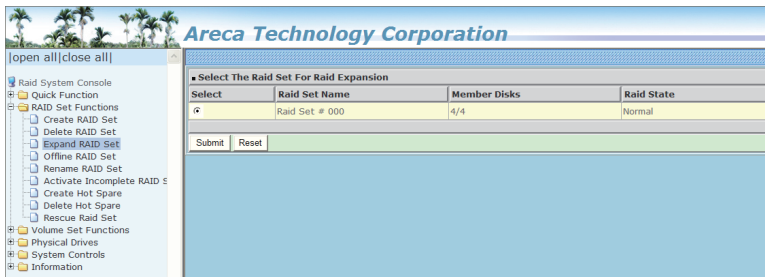 Areca Technology Corporation
|open all|close all|
Raid System Console
Quick Function
RAID Set Functions
Create RAID Set
Delete RAID Set
Expand RAID Set
Offline RAID Set
Rename RAID Set
Activate Incomplete RAID S
Create Hot Spare
Delete Hot Spare
Rescue Raid Set
Volume Set Functions
Physical Drives
System Controls
Information
Select The Raid Set For Raid Expansion
Select Raid Set Name Member Disks Raid State
Raid Set # 000 4/4 Normal
Submit Reset